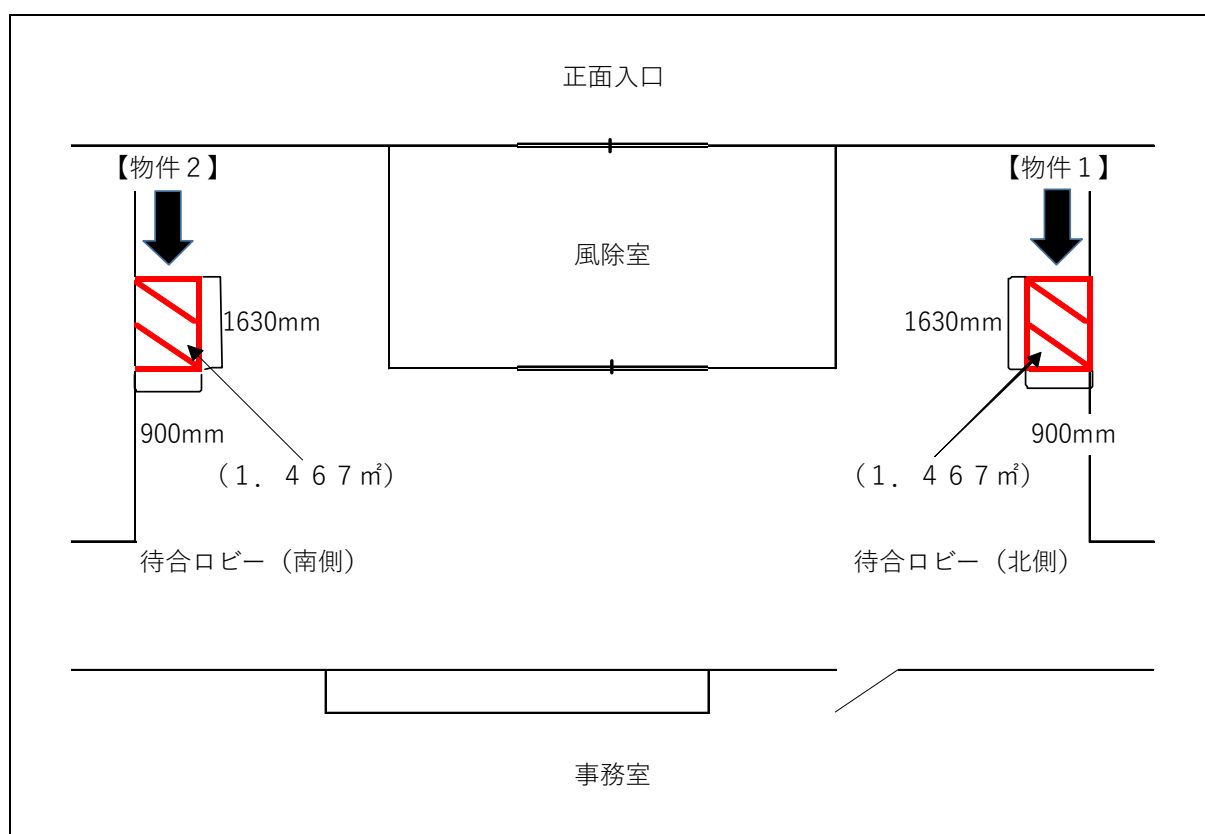 正面入口
【物件２】
【物件１】
風除室
1630mm
1630mm
900mm
900mm
（１．４６７㎡）
（１．４６７㎡）
待合ロビー（南側）
待合ロビー（北側）
事務室